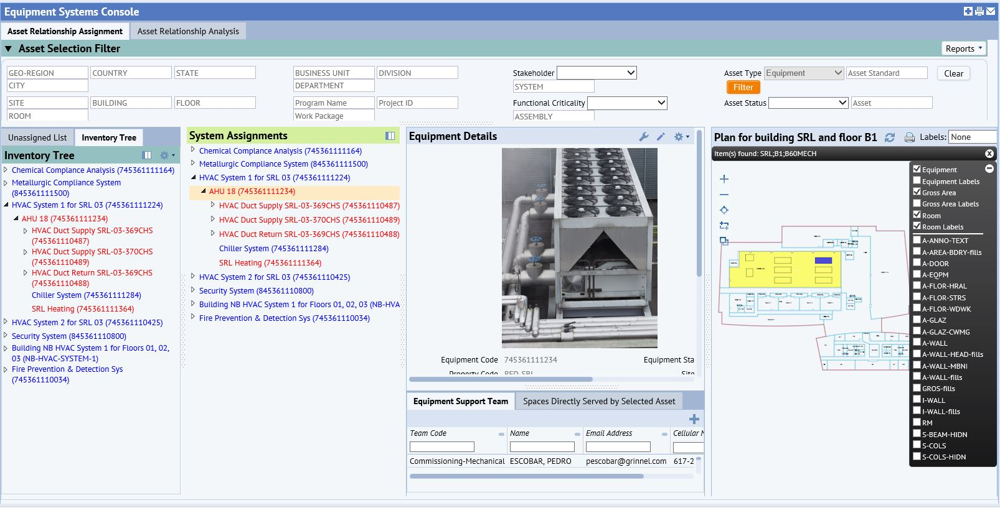 Equipment Systems Console
Asset Relationship Assignment
Asset Relationship Analysis
Asset Selection Filter
Reports
GEO-REGION COUNTRY STATE
CITY
SITE BUILDING FLOOR
ROOM
BUSINESS UNIT DIVISION
DEPARTMENT
Program Name Project ID
Work Package
Stakeholder
SYSTEM
Functional Criticality
ASSEMBLY
Asset Type Equipment Asset Standard Clear
Filter
Asset Status Asset
Unassigned List Inventory Tree
Inventory Tree
Chemical Complance Analysis (745361111164)
Metallurgic Compliance System
(845361111500)
HVAC System 1 for SRL 03 (745361111224)
AHU 18 (745361111234)
HVAC Duct Supply SRL-03-369CHS
(745361110487)
HVAC Duct Supply SRL-03-370CHS
(745361110489)
HVAC Duct Return SRL-03-369CHS
(745361110488)
Chiller System (745361111284)
SRL Heating (745361111364)
HVAC System 2 for SRL 03 (745361110425)
Security System (845361110800)
Building NB HVAC System 1 for Floors 01, 02,
03 (NB-HVAC-SYSTEM-1)
Fire Prevention & Detection Sys
(745361110034)
System Assignments
Chemical Complance Analysis (745361111164)
Metallurgic Compliance System (845361111500)
HVAC System 1 for SRL 03 (745361111224)
AHU 18 (745361111234)
HVAC Duct Supply SRL-03-369CHS (745361110487)
HVAC Duct Supply SRL-03-370CHS (745361110489)
HVAC Duct Return SRL-03-369CHS (745361110488)
Chiller System (745361111284)
SRL Heating (745361111364)
HVAC System 2 for SRL 03 (745361110425)
Security System (845361110800)
Building NB HVAC System 1 for Floors 01, 02, 03 (NB-HVA
Fire Prevention & Detection Sys (745361110034)
Equipment Details
Equipment Code 745361111234 Equipment Sta
Property Code RED-SRL Site
Equipment Support Team Spaces Directly Served by Selected Asset
Team Code Name Email Address Cellular N
Commissioning-Mechanical ESCOBAR, PEDRO pescobar@grinnel.com 617-2
Plan for building SRL and floor B1 Labels: None
Item(s) found: SRL;B1;B60MECH
Equipment
Equipment Labels
Gross Area
Gross Area Labels
Room
Room Labels
A-ANNO-TEXT
A-AREA-BDRY-fills
A-DOOR
A-EQPM
A-FLOR-HRAL
A-FLOR-STRS
A-FLOR-WDWK
A-GLAZ
A-GLAZ-CWMG
A-WALL
A-WALL-HEAD-fills
A-WALL-MBNI
A-WALL-fills
GROS-fills
I-WALL
I-WALL-fills
RM
S-BEAM-HIDN
S-COLS
S-COLS-HIDN